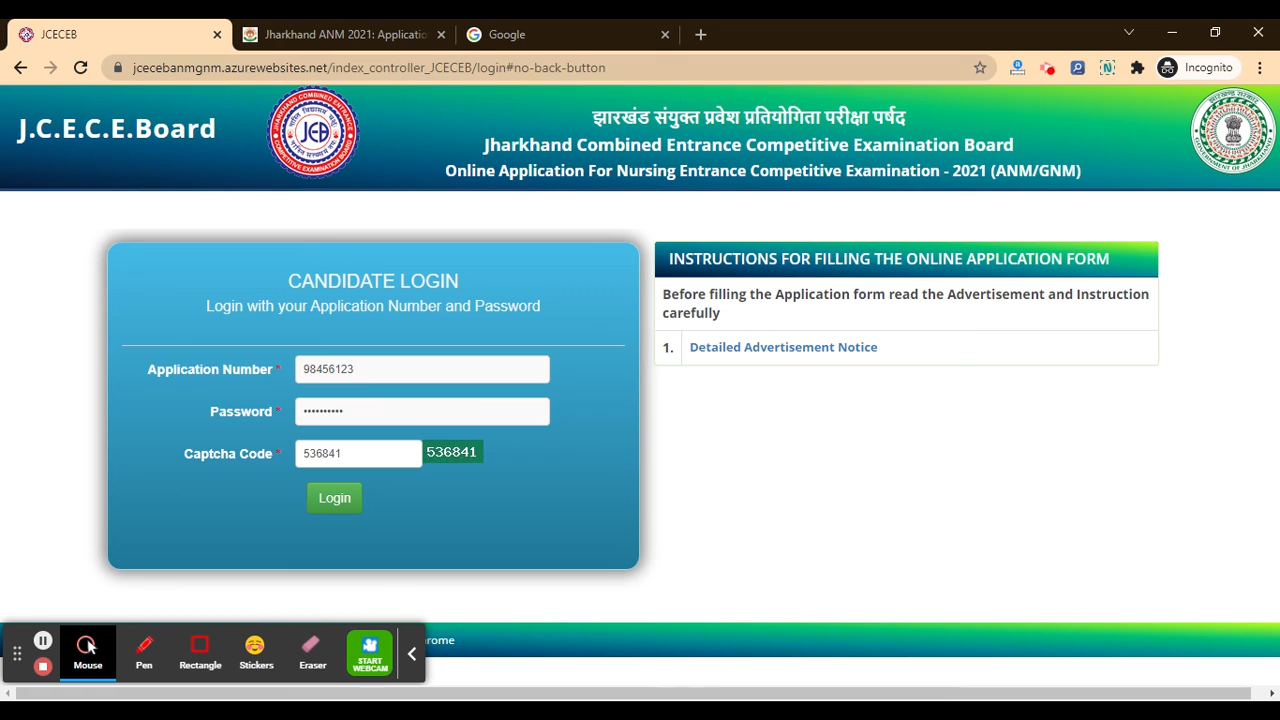 JCECEB
Jharkhand ANM 2021: Applicatio
Google
jcecebanmgnm.azurewebsites.net/index_controller_JCECEB/login#no-back-button
Incognito
J.C.E.C.E.Board
JEB
झारखंड संयुक्त प्रवेश प्रतियोगिता परीक्षा पर्षद
Jharkhand Combined Entrance Competitive Examination Board
Online Application For Nursing Entrance Competitive Examination - 2021 (ANM/GNM)
CANDIDATE LOGIN
Login with your Application Number and Password
Application Number *
98456123
Password *
••••••••••
Captcha Code *
536841
536841
Login
INSTRUCTIONS FOR FILLING THE ONLINE APPLICATION FORM
Before filling the Application form read the Advertisement and Instruction
carefully
1. Detailed Advertisement Notice
rome
Mouse
Pen
Rectangle
Stickers
Eraser
START
WEBCAM